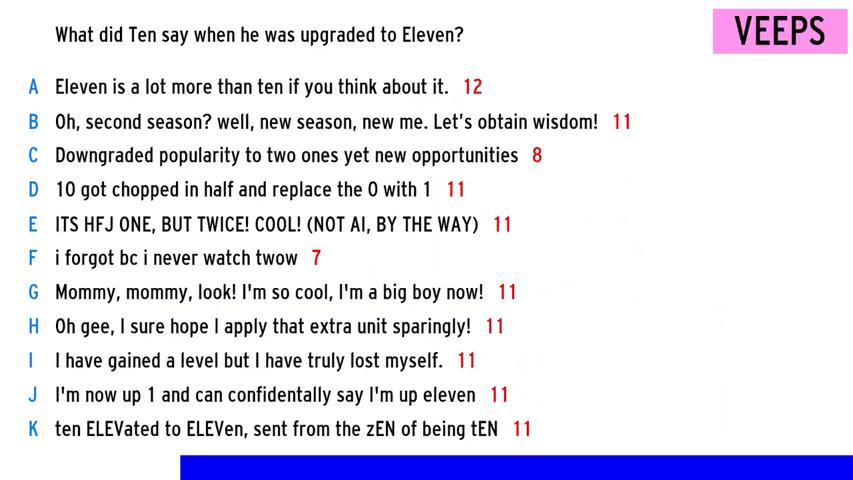 What did Ten say when he was upgraded to Eleven?
VEEPS
A Eleven is a lot more than ten if you think about it. 12
B Oh, second season? well, new season, new me. Let's obtain wisdom! 11
C Downgraded popularity to two ones yet new opportunities 8
D 10 got chopped in half and replace the 0 with 1 11
E ITS HFJ ONE, BUT TWICE! COOL! (NOT AI, BY THE WAY) 11
F i forgot bc i never watch twow 7
G Mommy, mommy, look! I'm so cool, I'm a big boy now! 11
H Oh gee, I sure hope I apply that extra unit sparingly! 11
I I have gained a level but I have truly lost myself. 11
J I'm now up 1 and can confidentally say I'm up eleven 11
K ten ELEVated to ELEVen, sent from the zEN of being tEN 11